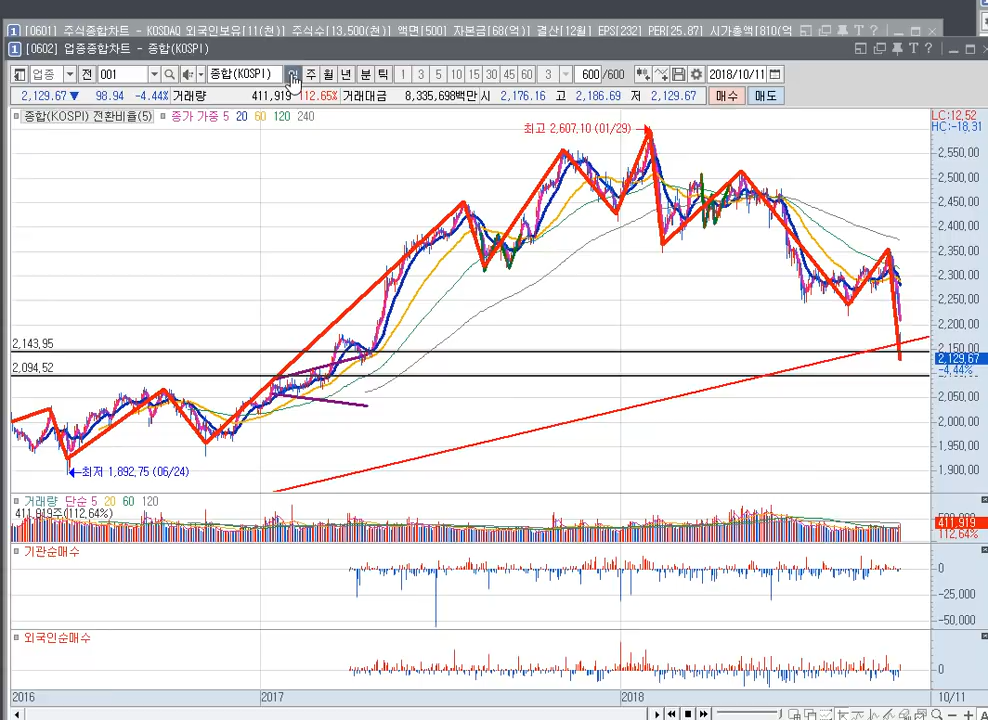 [0601] 주식종합차트 - KOSDAQ 외국인보유[11(천)] 주식수[13,500(천)] 액면[500] 자본금[68(억)] 결산[12월] EPS[232] PER[25.87] 시가총액[810(억
[0602] 업종종합차트 - 종합(KOSPI)
업종 전 001 종합(KOSPI) 일 주 월 년 분 틱 1 3 5 10 15 30 45 60 3 600 /600 2018/10/11
2,129.67 ▼ 98.94 -4.44% 거래량 411,919 112.65% 거래대금 8,335,698백만 시 2,176.16 고 2,186.69 저 2,129.67 매수 매도
종합(KOSPI) 전환비율(5) 종가 가중 5 20 60 120 240
LC:12.52
HC:-18.31
최고 2,607.10 (01/29)
2,550.00
2,500.00
2,450.00
2,400.00
2,350.00
2,300.00
2,250.00
2,200.00
2,143.95
2,150.00
2,129.67
-4.44%
2,094.52
2,050.00
2,000.00
1,950.00
최저 1,892.75 (06/24)
1,900.00
거래량 단순 5 20 60 120
411,919주(112.64%)
411,919
112.64%
기관순매수
0
-25,000
-50,000
외국인순매수
0
2016 2017 2018 10/11